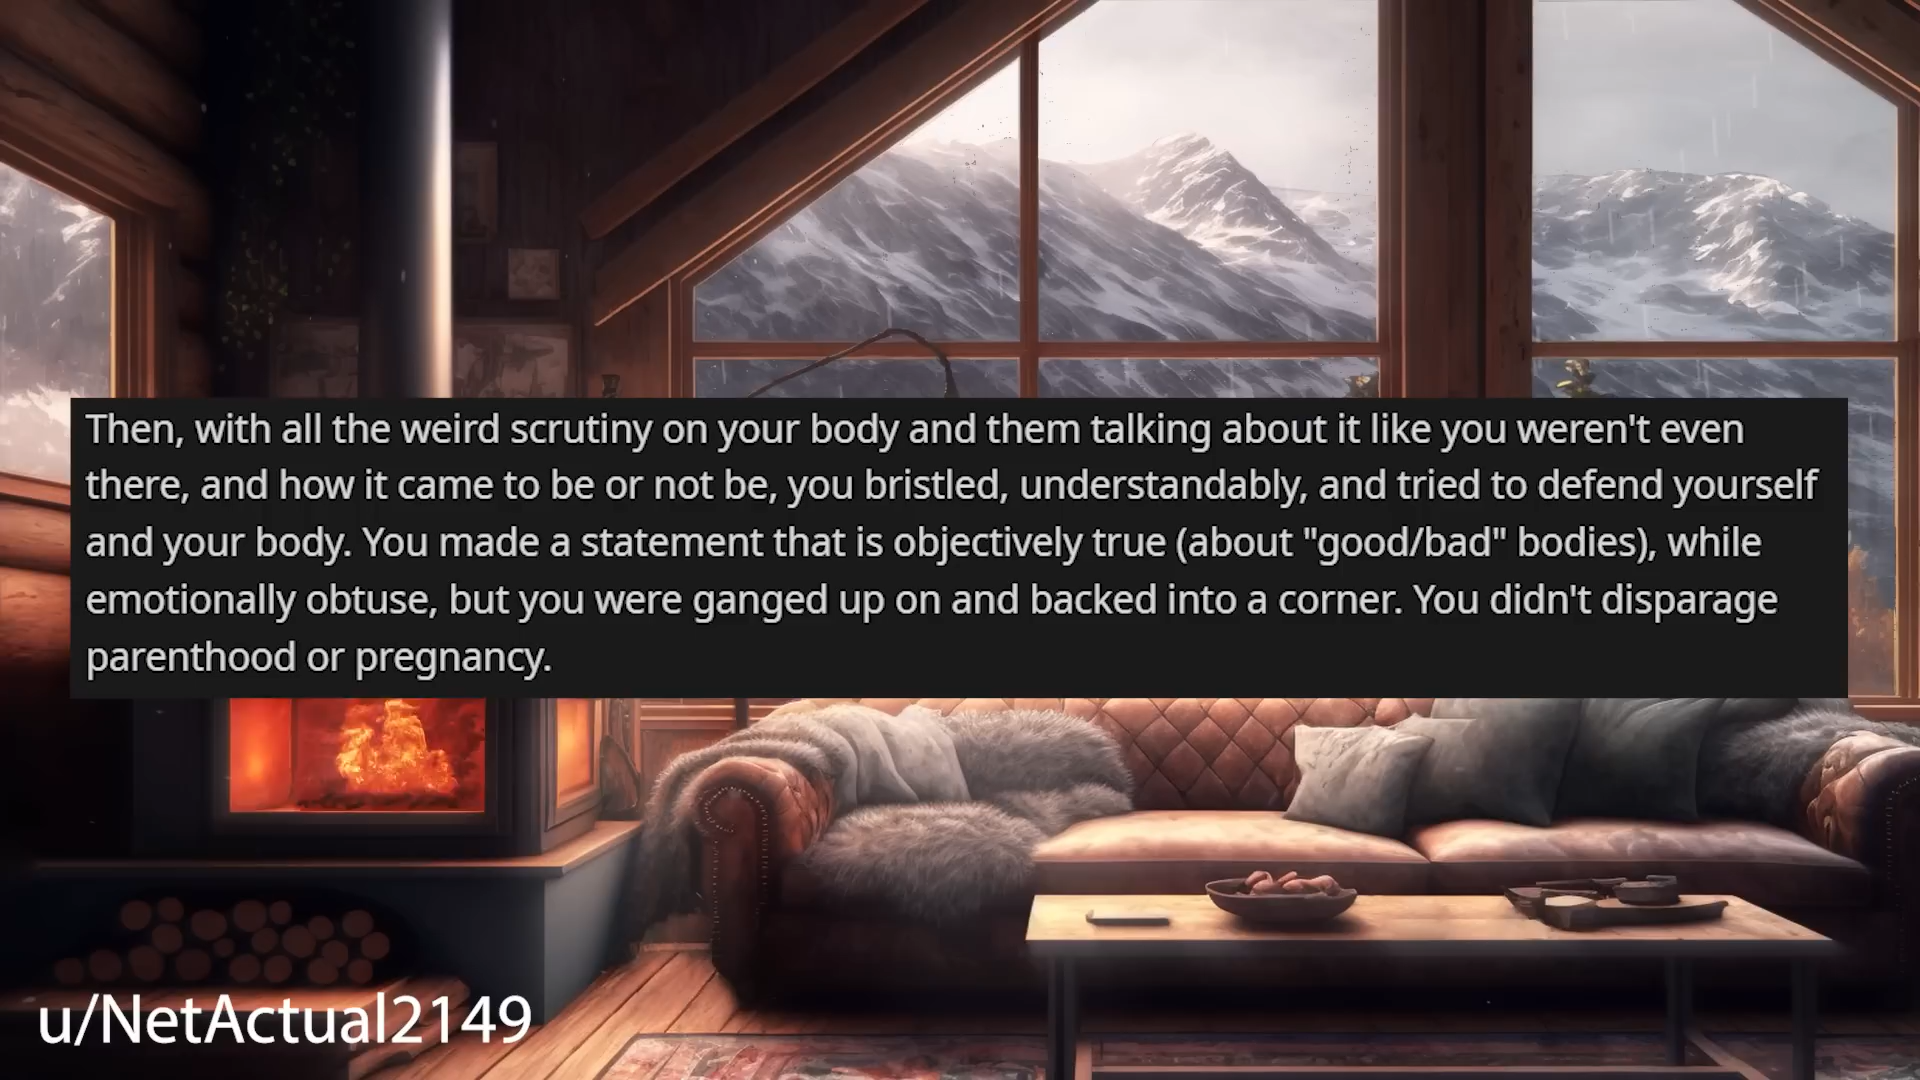 Then, with all the weird scrutiny on your body and them talking about it like you weren't even
there, and how it came to be or not be, you bristled, understandably, and tried to defend yourself
and your body. You made a statement that is objectively true (about "good/bad" bodies), while
emotionally obtuse, but you were ganged up on and backed into a corner. You didn't disparage
parenthood or pregnancy.
u/NetActual2149